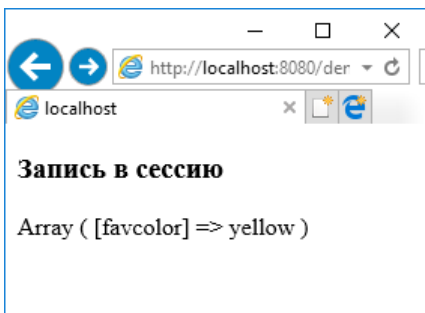 http://localhost:8080/der
localhost
Запись в сессию
Array ( [favcolor] => yellow )